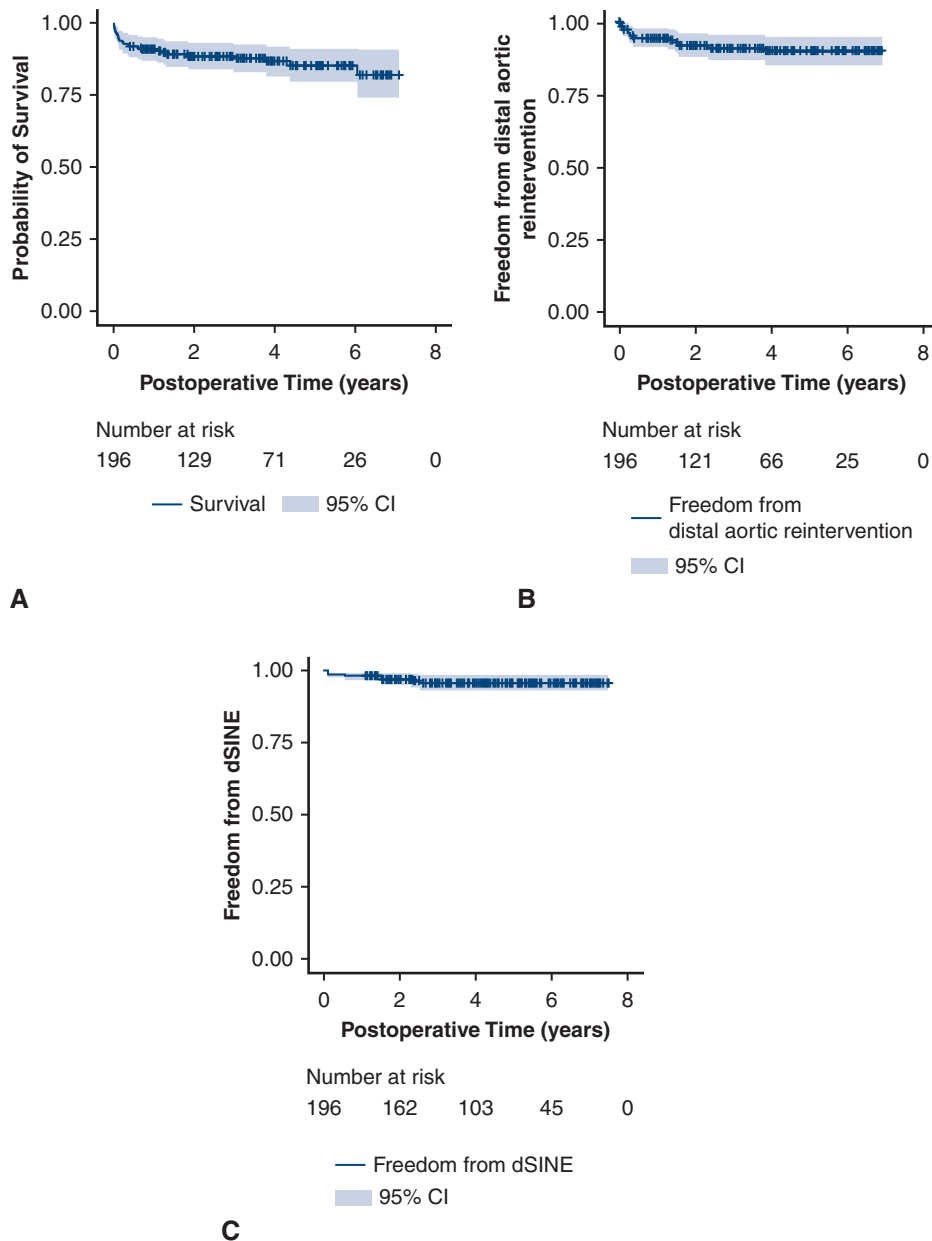 1.00
0.75
0.50
0.25
0.00
Probability of Survival
0 2 4 6 8
Postoperative Time (years)
Number at risk
196 129 71 26 0
Survival 95% CI
A
1.00
0.75
0.50
0.25
0.00
Freedom from distal aortic
reintervention
0 2 4 6 8
Postoperative Time (years)
Number at risk
196 121 66 25 0
Freedom from
distal aortic reintervention
95% CI
B
1.00
0.75
0.50
0.25
0.00
Freedom from dSINE
0 2 4 6 8
Postoperative Time (years)
Number at risk
196 162 103 45 0
Freedom from dSINE
95% CI
C